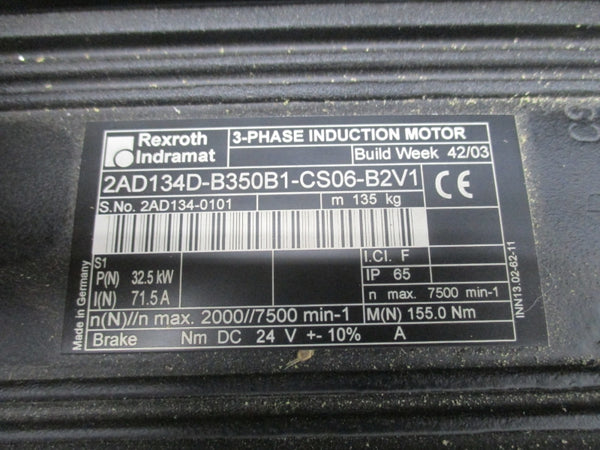 Rexroth
Indramat
3-PHASE INDUCTION MOTOR
Build Week 42/03
2AD134D-B350B1-CS06-B2V1
CE
S.No. 2AD134-0101
m 135 kg
S1
I.Cl. F
P(N) 32.5 kW
IP 65
I(N) 71.5 A
n max. 7500 min-1
n(N)//n max. 2000//7500 min-1
M(N) 155.0 Nm
Brake Nm DC 24 V +- 10% A
Made in Germany
INN13.02-62-11